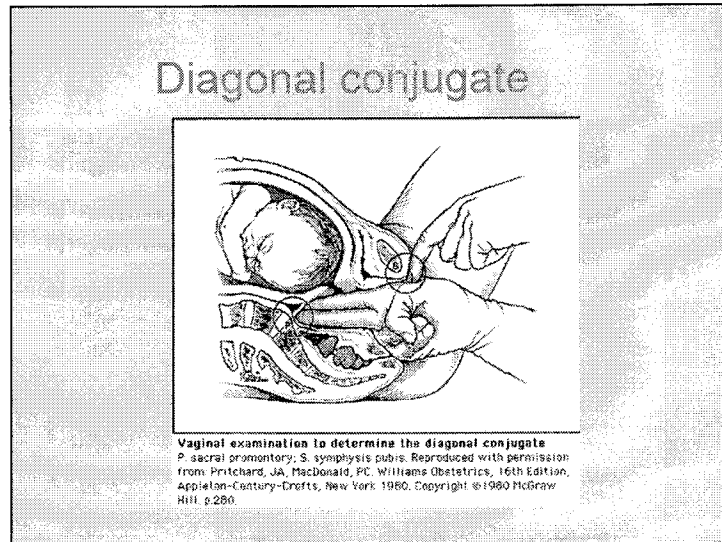 Diagonal conjugate
S
Vaginal examination to determine the diagonal conjugate
P. sacral promontory; S. symphysis pubis. Reproduced with permission
from: Pritchard, JA, MacDonald, PC. Williams Obstetrics, 16th Edition,
Appleton-Century-Crofts, New York 1980. Copyright ©1980 McGraw
Hill. p.280.